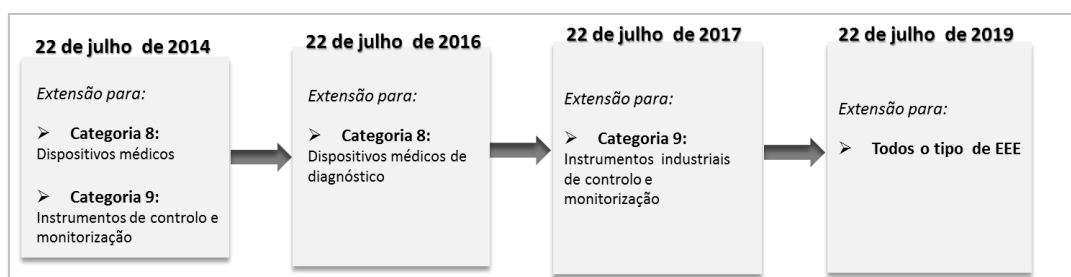 22 de julho de 2014
Extensão para:
➢ Categoria 8:
Dispositivos médicos
➢ Categoria 9:
Instrumentos de controlo e
monitorização
22 de julho de 2016
Extensão para:
➢ Categoria 8:
Dispositivos médicos de
diagnóstico
22 de julho de 2017
Extensão para:
➢ Categoria 9:
Instrumentos industriais
de controlo e
monitorização
22 de julho de 2019
Extensão para:
➢ Todos o tipo de EEE